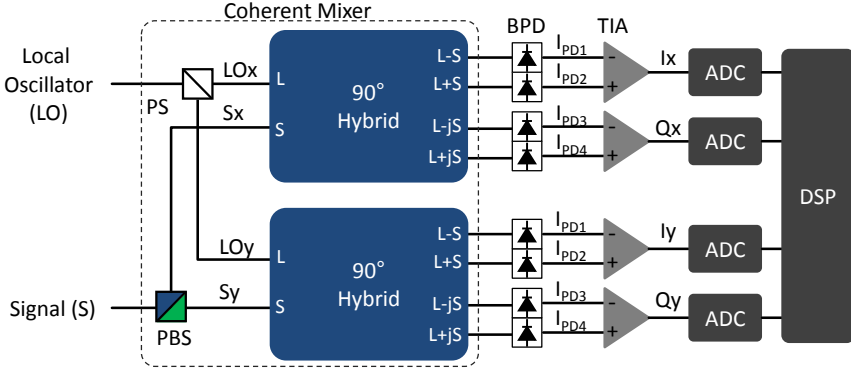 Coherent Mixer
BPD
TIA
Local
Oscillator
(LO)
PS
LOx
Sx
L
S
90°
Hybrid
L-S
L+S
L-jS
L+jS
IPD1
IPD2
IPD3
IPD4
-
+
-
+
Ix
Qx
ADC
ADC
DSP
LOy
Sy
Signal (S)
PBS
L
S
90°
Hybrid
L-S
L+S
L-jS
L+jS
IPD1
IPD2
IPD3
IPD4
-
+
-
+
Iy
Qy
ADC
ADC